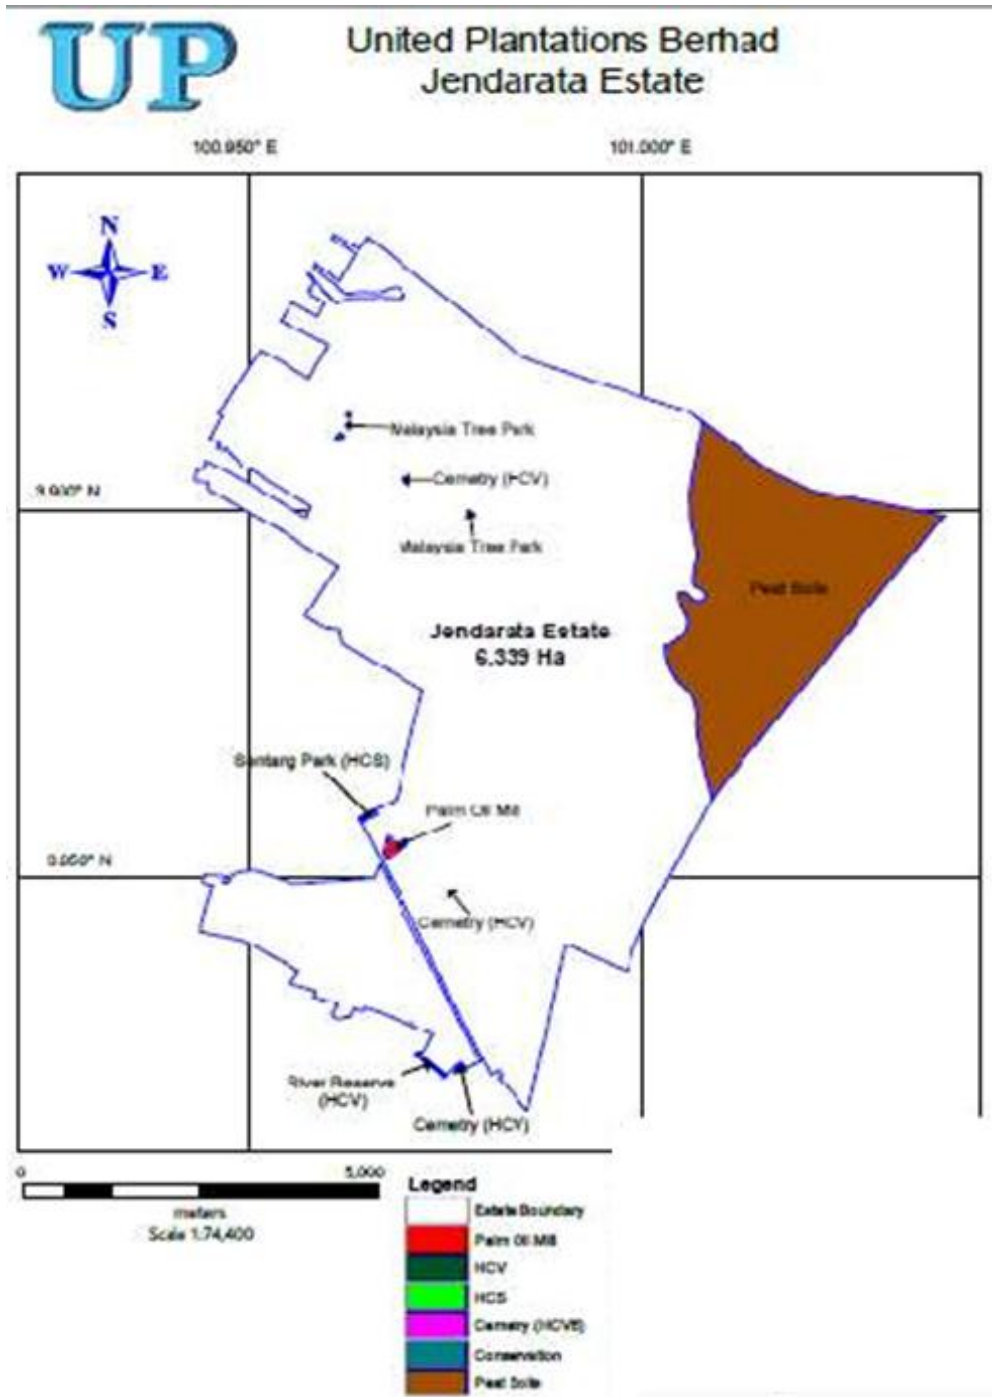 UP
United Plantations Berhad
Jendarata Estate
100.950° E
101.000° E
N
W E
S
Malaysia Tree Park
Cemetry (HCV)
Malaysia Tree Park
Peat Soils
Jendarata Estate
6,339 Ha
Sentang Park (HCS)
Palm Oil Mill
Cemetry (HCV)
River Reserve
(HCV)
Cemetry (HCV)
0
5,000
meters
Scale 1:74,400
Legend
Estate Boundary
Palm Oil Mill
HCV
HCS
Cemetry
Conservation
Peat Soils